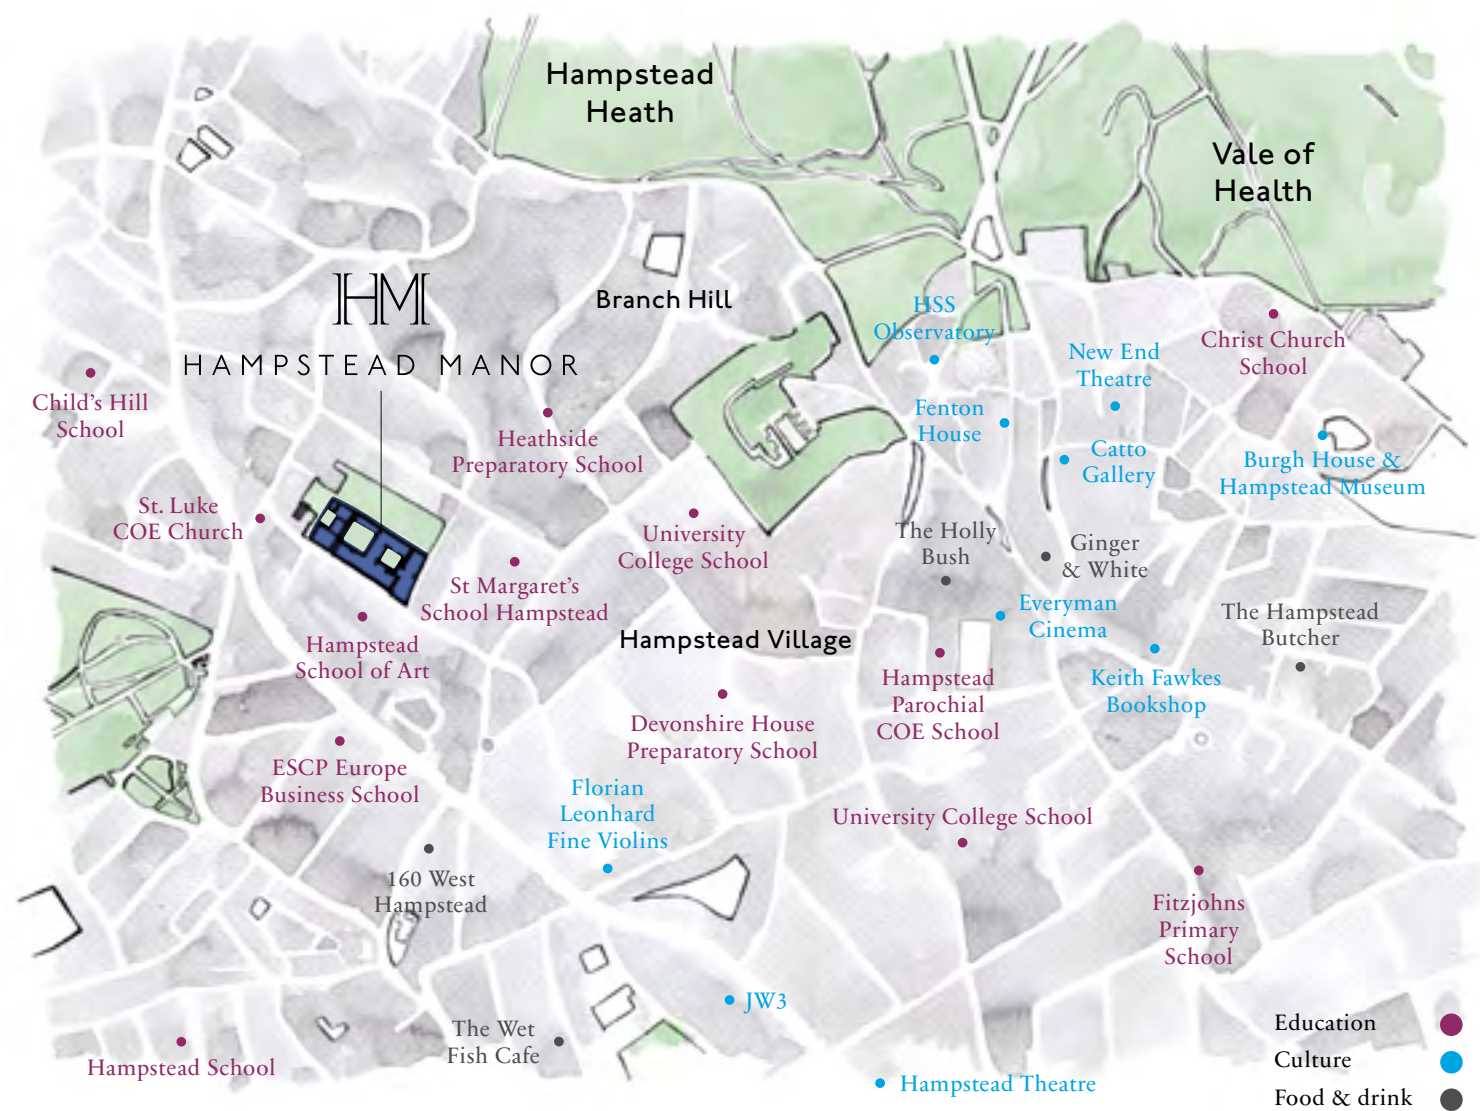 Hampstead
Heath
Vale of
Health
HM
HAMPSTEAD MANOR
Branch Hill
HSS
Observatory
Christ Church
School
New End
Theatre
Child's Hill
School
Fenton
House
Heathside
Preparatory School
Catto
Gallery
Burgh House &
Hampstead Museum
St. Luke
COE Church
University
College School
The Holly
Bush
Ginger
& White
St Margaret's
School Hampstead
Everyman
Cinema
The Hampstead
Butcher
Hampstead
School of Art
Hampstead Village
Hampstead
Parochial
COE School
Keith Fawkes
Bookshop
Devonshire House
Preparatory School
ESCP Europe
Business School
Florian
Leonhard
Fine Violins
University College School
160 West
Hampstead
Fitzjohns
Primary
School
JW3
The Wet
Fish Cafe
Hampstead School
Hampstead Theatre
Education
Culture
Food & drink